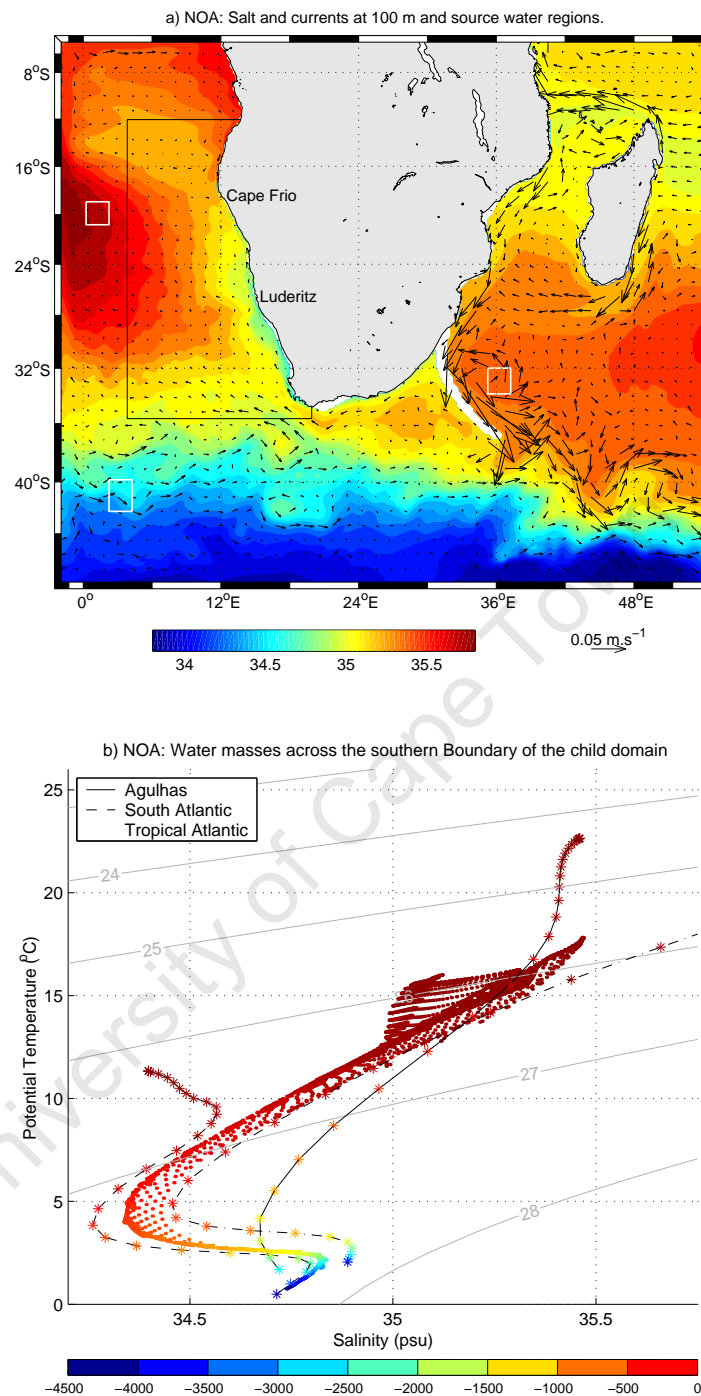 a) NOA: Salt and currents at 100 m and source water regions.
8°S
16°S
Cape Frio
24°S
Luderitz
32°S
40°S
0° 12°E 24°E 36°E 48°E
34 34.5 35 35.5
0.05 m.s⁻¹
University of Cape Town
b) NOA: Water masses across the southern Boundary of the child domain
Agulhas
South Atlantic
Tropical Atlantic
25
20
15
10
5
0
24
25
27
28
Potential Temperature (⁰C)
34.5 35 35.5
Salinity (psu)
−4500 −4000 −3500 −3000 −2500 −2000 −1500 −1000 −500 0